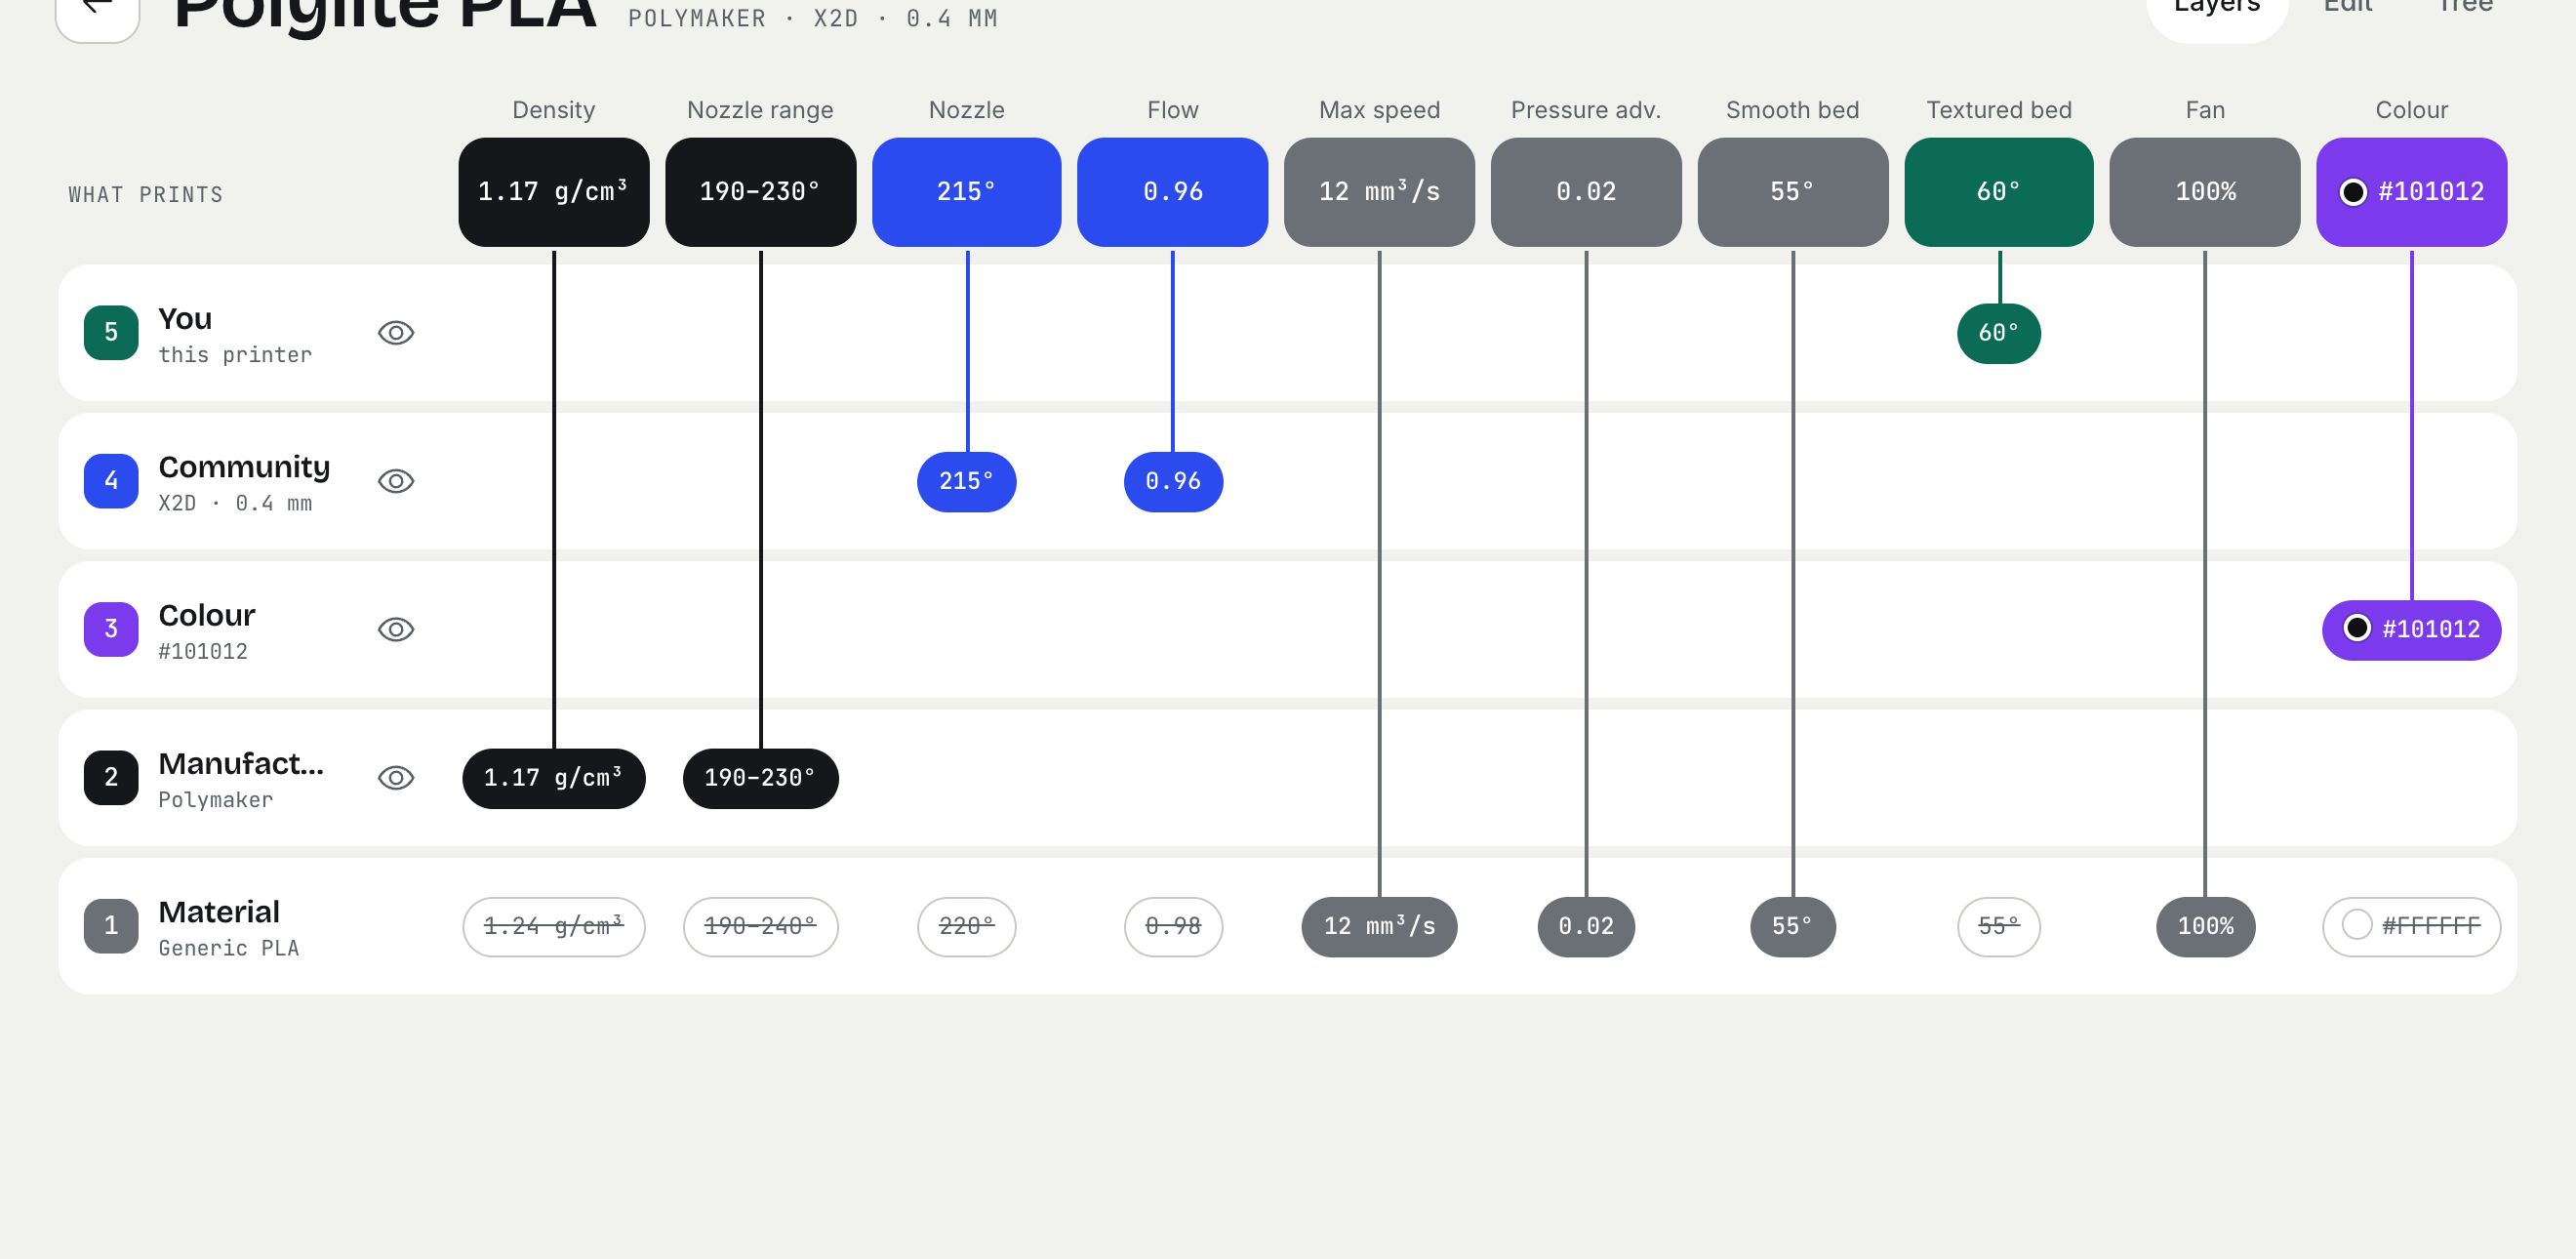 Polylite PLA POLYMAKER · X2D · 0.4 MM Layers Edit Tree
Density Nozzle range Nozzle Flow Max speed Pressure adv. Smooth bed Textured bed Fan Colour
WHAT PRINTS 1.17 g/cm³ 190–230° 215° 0.96 12 mm³/s 0.02 55° 60° 100% #101012
5 You 60°
this printer
4 Community 215° 0.96
X2D · 0.4 mm
3 Colour #101012
#101012
2 Manufact... 1.17 g/cm³ 190–230°
Polymaker
1 Material 1.24 g/cm³ 190–240° 220° 0.98 12 mm³/s 0.02 55° 55° 100% #FFFFFF
Generic PLA